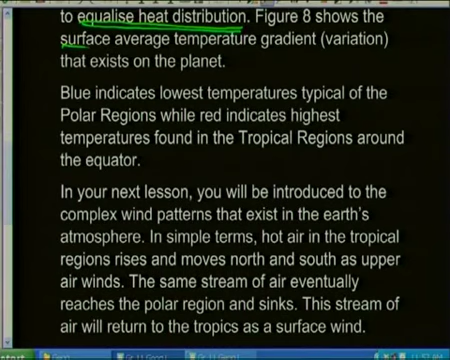 to equalise heat distribution. Figure 8 shows the
surface average temperature gradient (variation)
that exists on the planet.
Blue indicates lowest temperatures typical of the
Polar Regions while red indicates highest
temperatures found in the Tropical Regions around
the equator.
In your next lesson, you will be introduced to the
complex wind patterns that exist in the earth's
atmosphere. In simple terms, hot air in the tropical
regions rises and moves north and south as upper
air winds. The same stream of air eventually
reaches the polar region and sinks. This stream of
air will return to the tropics as a surface wind.